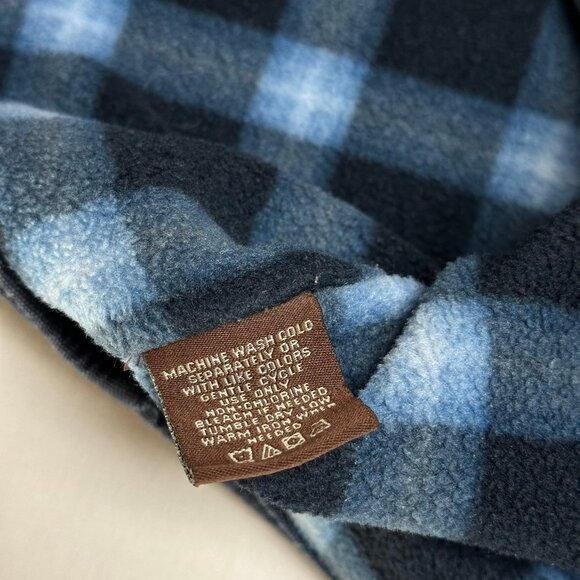 MACHINE WASH COLD
SEPARATELY OR
WITH LIKE COLORS
GENTLE CYCLE
USE ONLY
NON-CHLORINE
BLEACH IF NEEDED
TUMBLE DRY LOW
WARM IRON WHEN
NEEDED